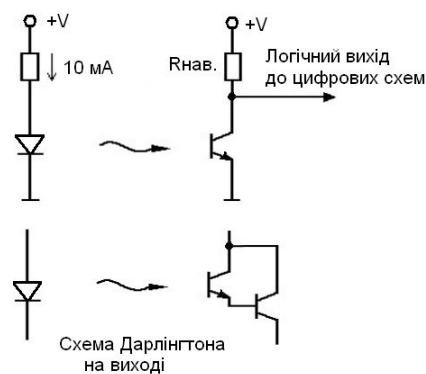 +V
+V
10 мА
Rнав.
Логічний вихід
до цифрових схем
Схема Дарлінгтона
на виході